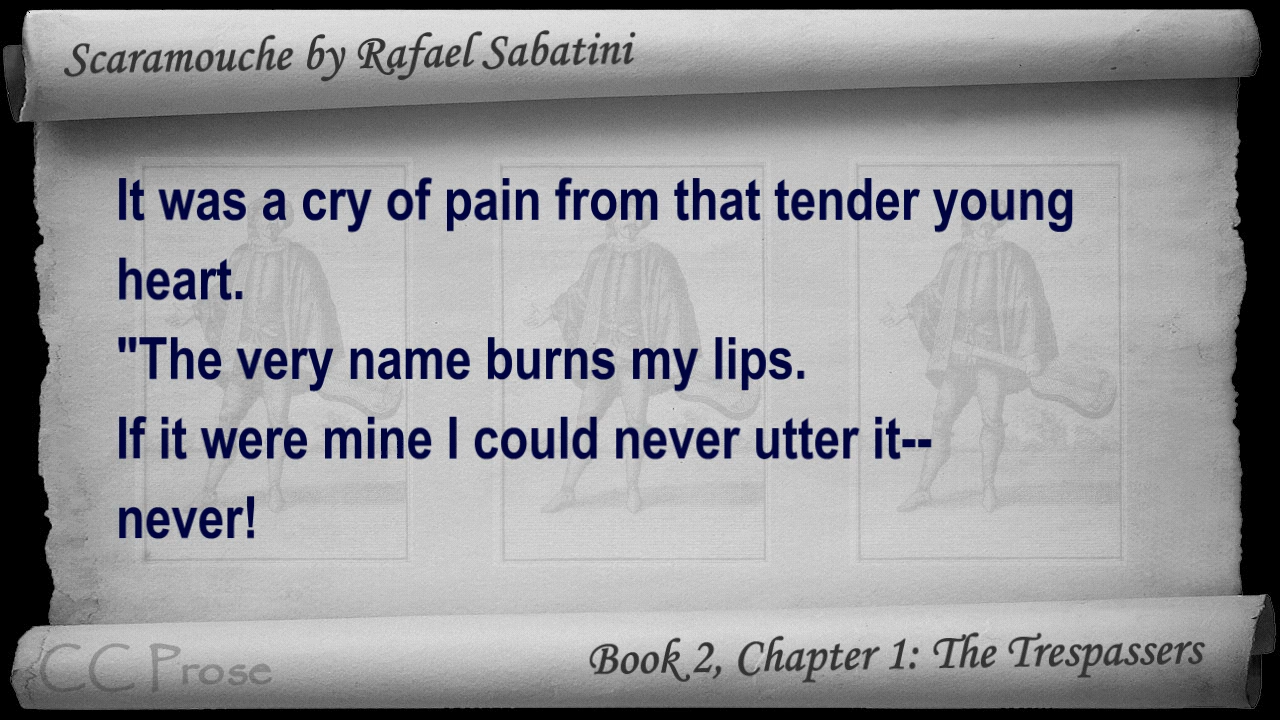 Scaramouche by Rafael Sabatini
It was a cry of pain from that tender young
heart.
"The very name burns my lips.
If it were mine I could never utter it--
never!
CC Prose
Book 2, Chapter 1: The Trespassers